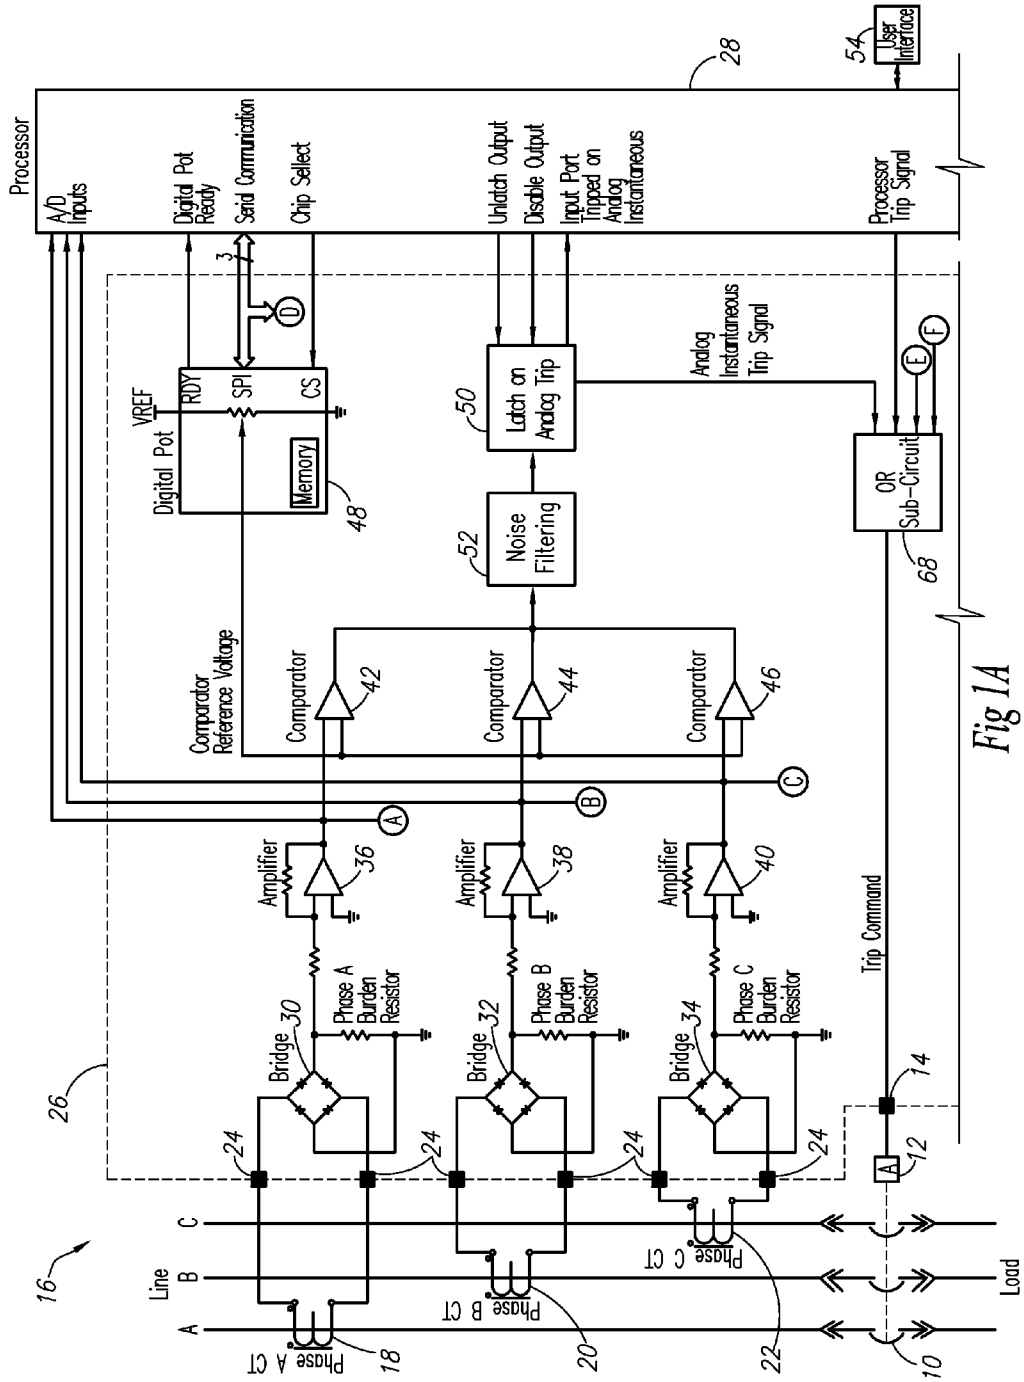 Processor
28
A/D
Inputs
Digital Pot
Ready
Serial Communication
Chip Sellect
Unlatch Output
Disable Output
Input Port
Tripped on
Analog
Instantaneous
Processor
Trip Signal
54
User
Interface
3
D
VREF
Digital Pot
RDY
SPI
CS
Memory
48
50
Latch on
Analog Trip
Analog
Instantaneous
Trip Signal
E
F
OR
Sub-Circuit
68
52
Noise
Filtering
Comparator
Reference Voltage
Comparator
42
Comparator
44
Comparator
46
A
B
C
Amplifier
36
Amplifier
38
Amplifier
40
Phase A
Burden
Resistor
Phase B
Burden
Resistor
Phase C
Burden
Resistor
Bridge
30
Bridge
32
Bridge
34
Trip Command
26
24
24
24
24
14
A
12
16
Line
A
B
C
Phase A CT
18
Phase B CT
20
Phase C CT
22
10
Load
Fig 1A